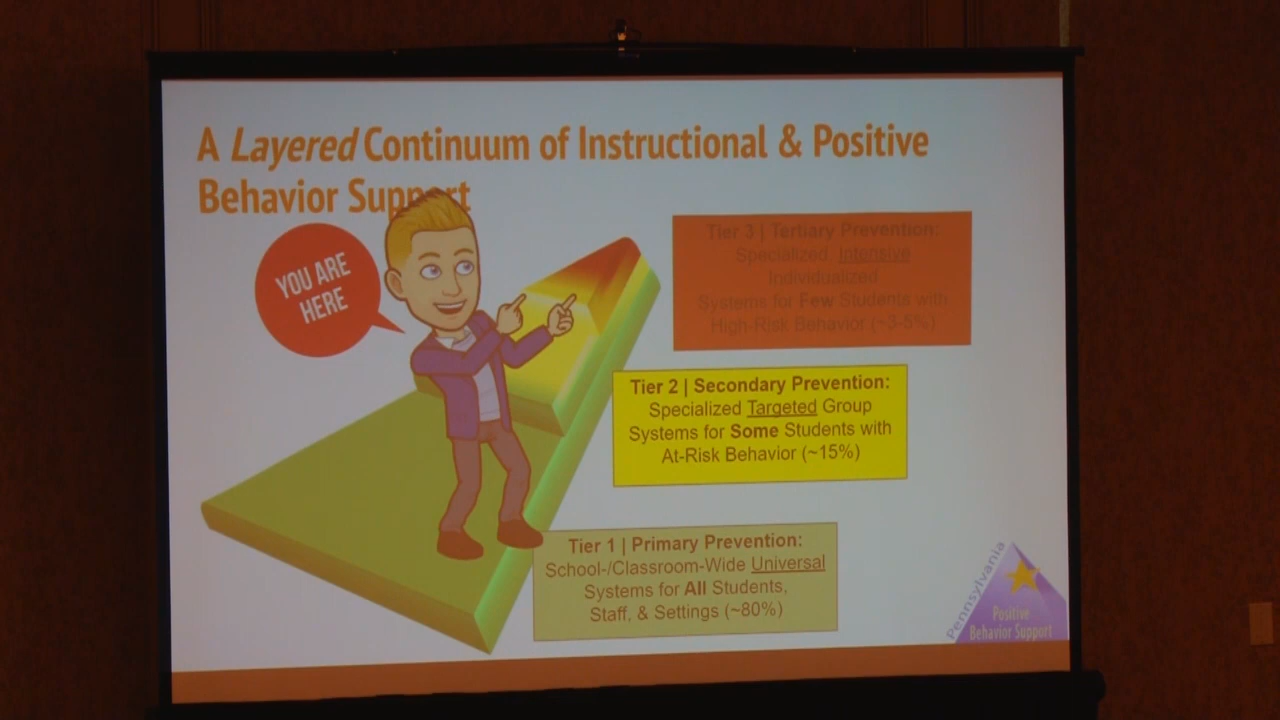 A Layered Continuum of Instructional & Positive
Behavior Support
YOU ARE
HERE
Tier 3 | Tertiary Prevention:
Specialized, Intensive
Individualized
Systems for Few Students with
High-Risk Behavior (~3-5%)
Tier 2 | Secondary Prevention:
Specialized Targeted Group
Systems for Some Students with
At-Risk Behavior (~15%)
Tier 1 | Primary Prevention:
School-/Classroom-Wide Universal
Systems for All Students,
Staff, & Settings (~80%)
Pennsylvania
Positive
Behavior Support